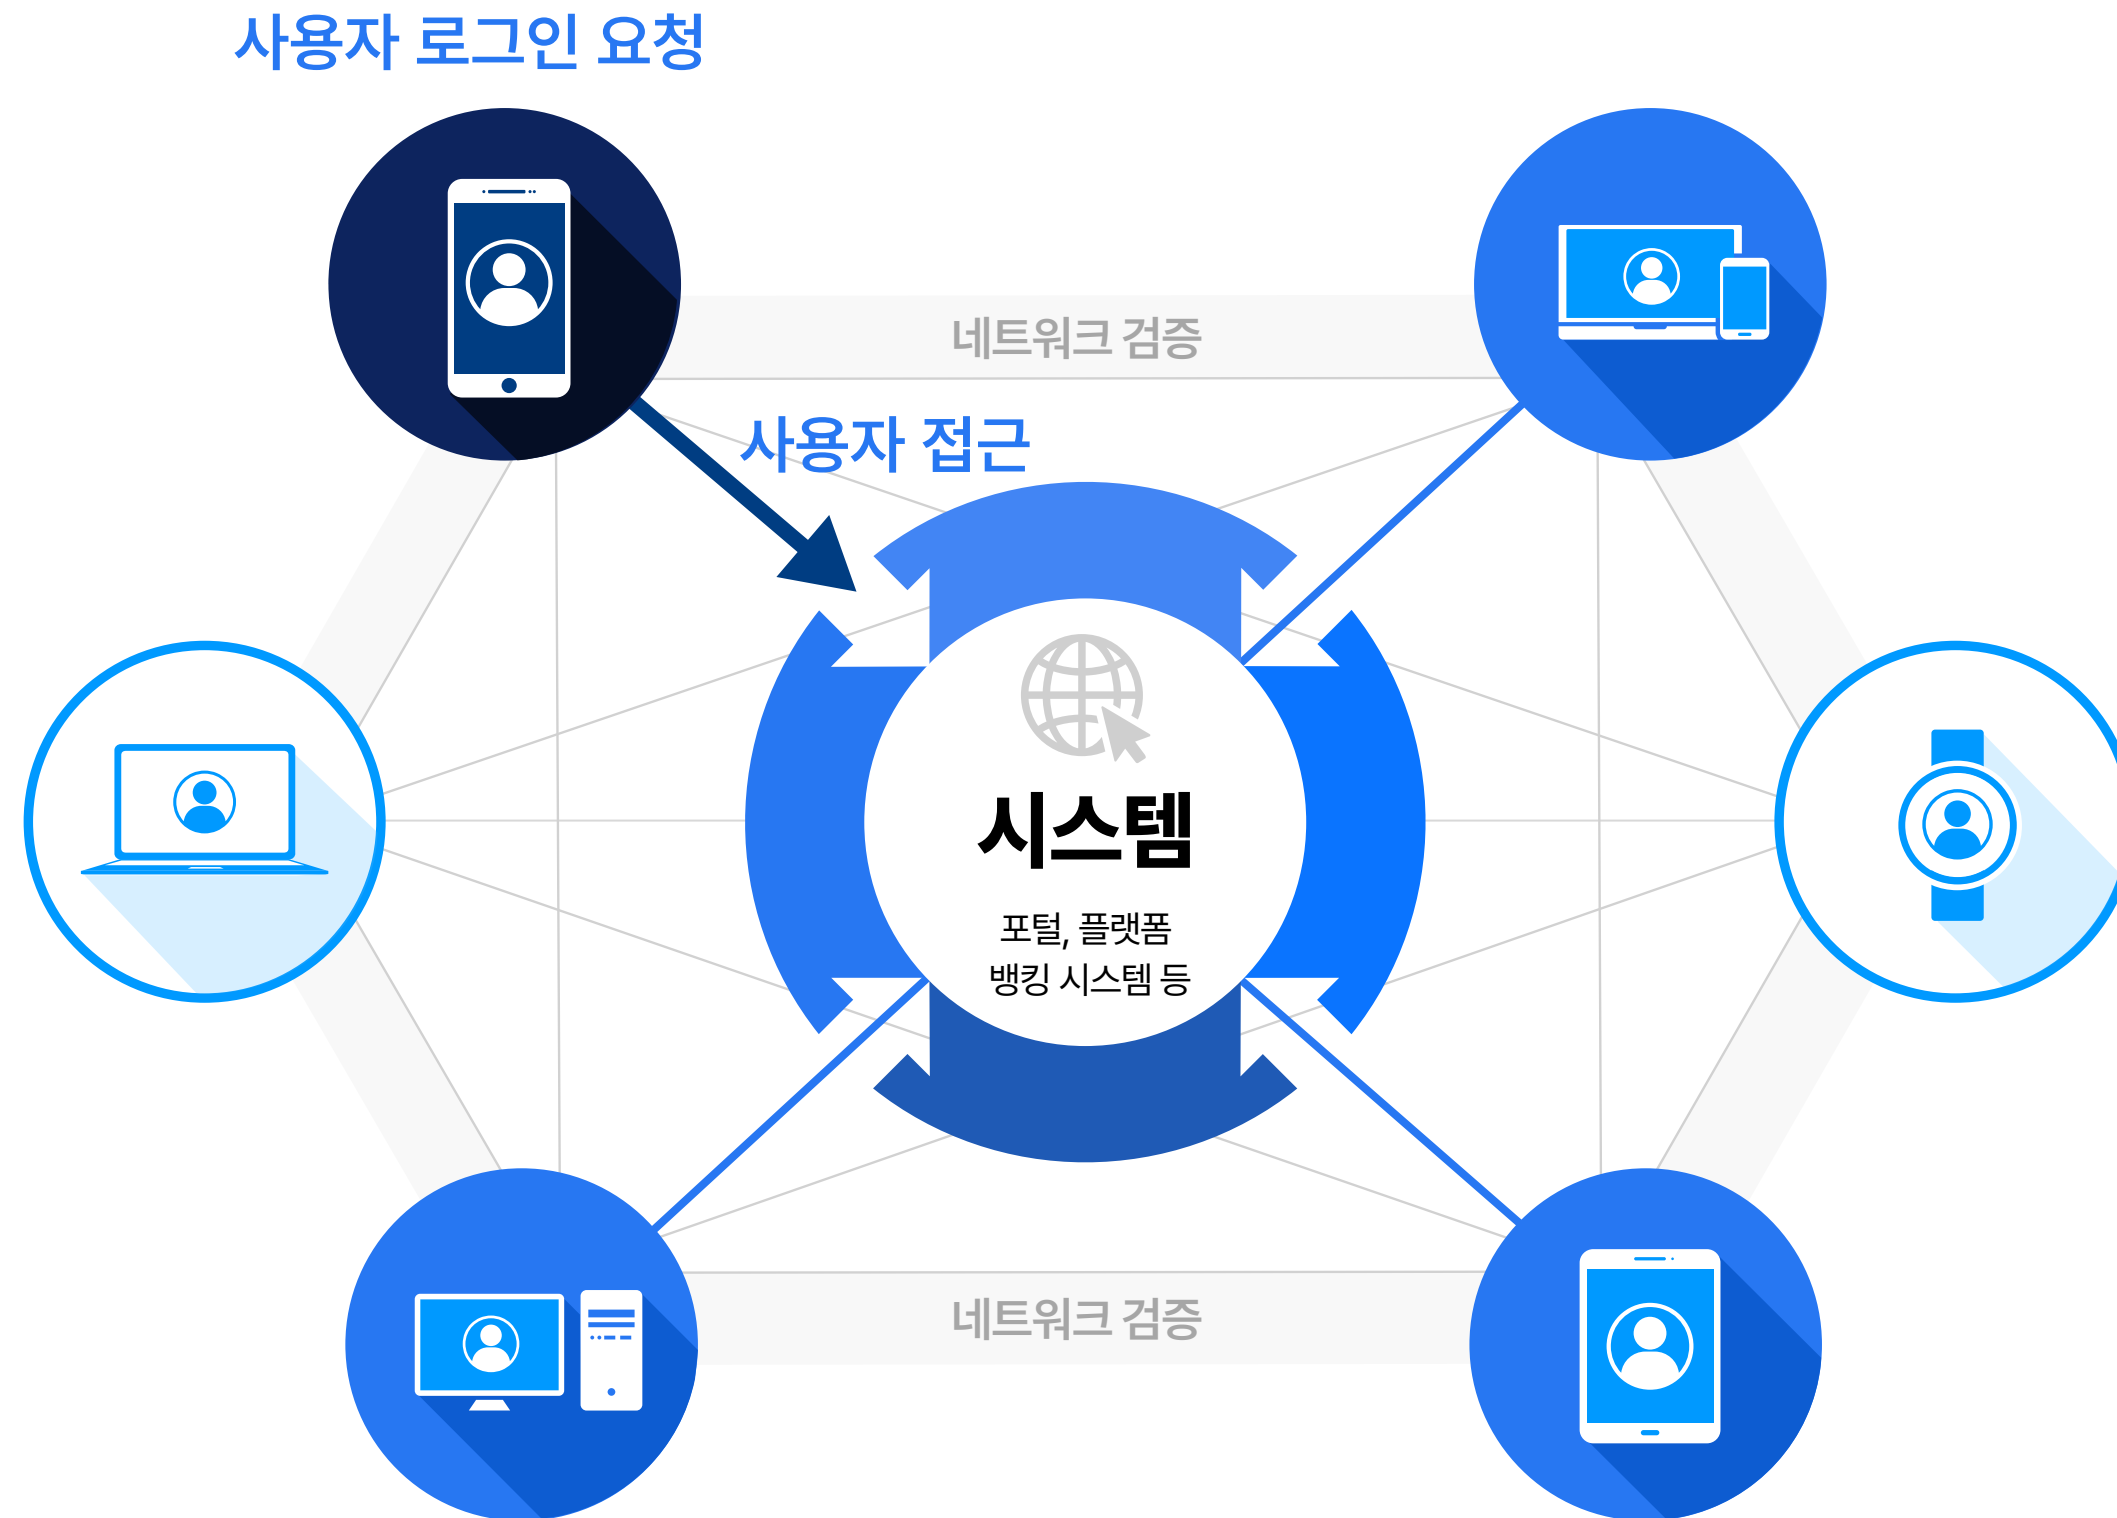 사용자 로그인 요청
네트워크 검증
사용자 접근
시스템
포털, 플랫폼
뱅킹 시스템 등
네트워크 검증